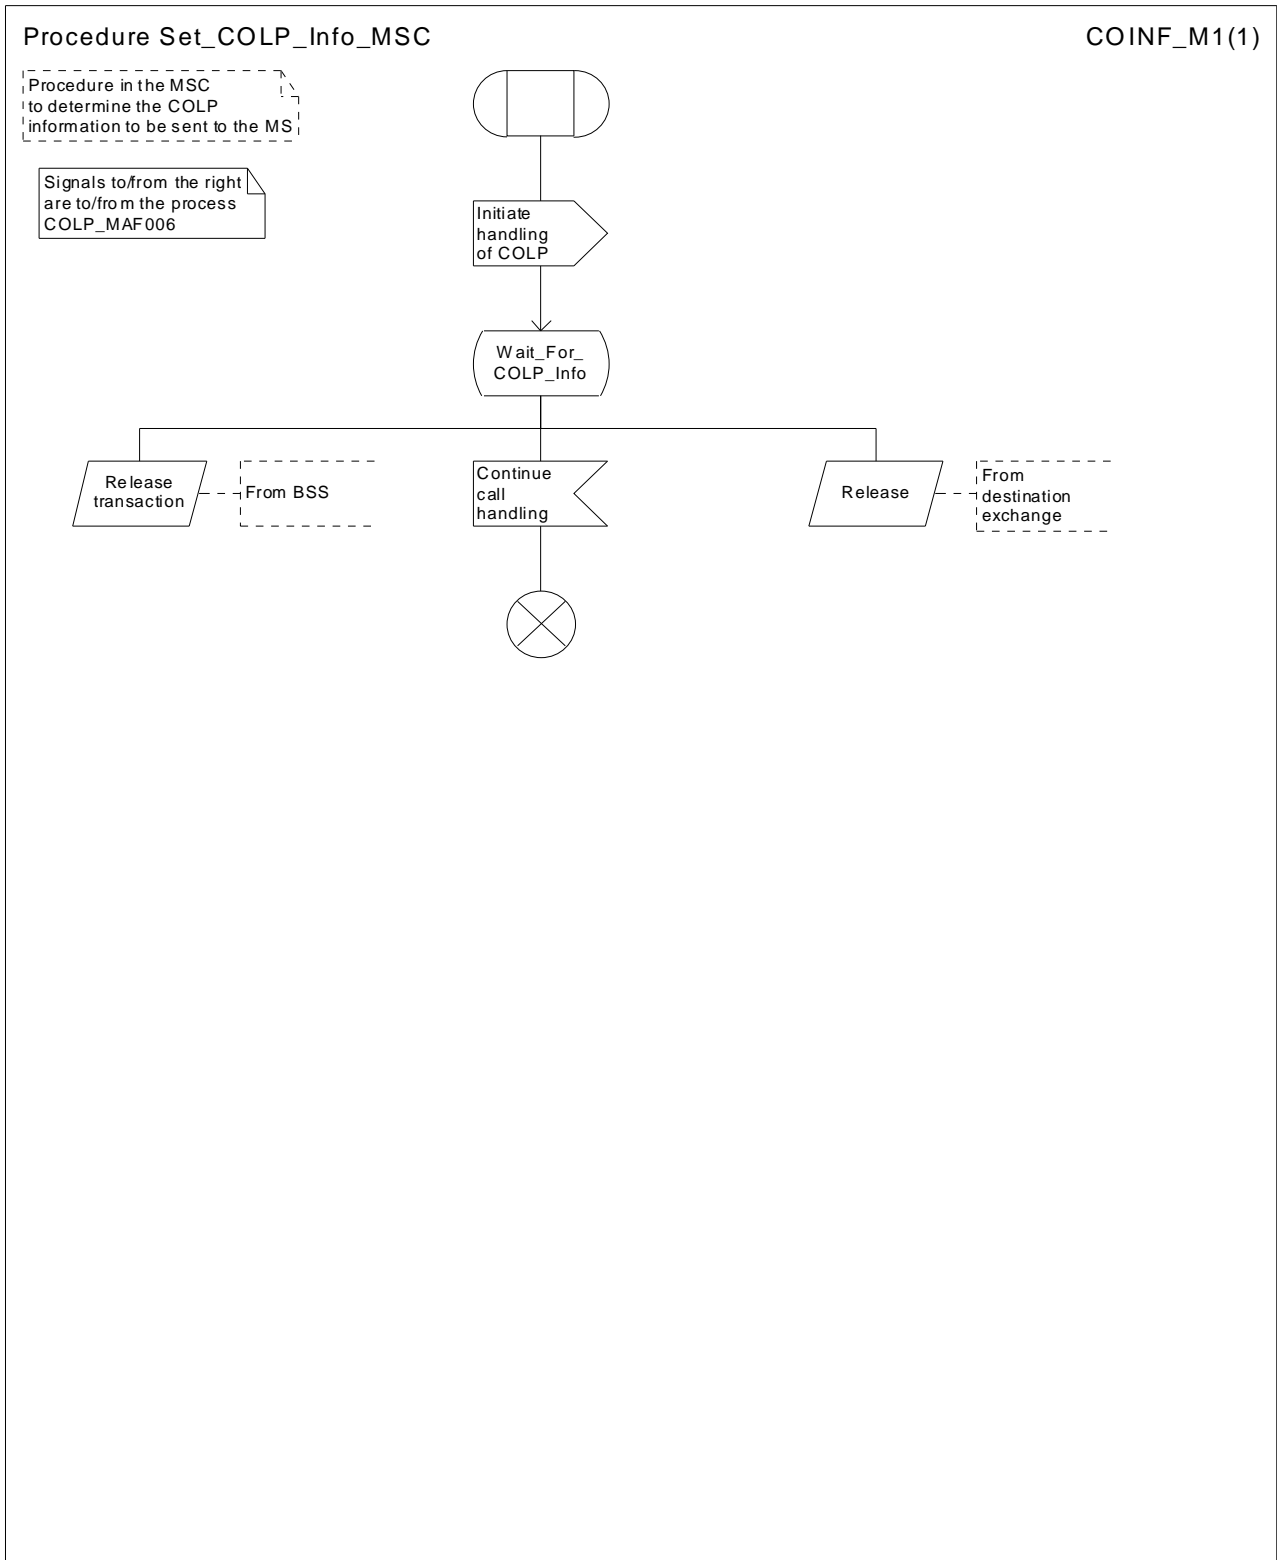 Procedure Set_COLP_Info_MSC
COINF_M1(1)
Procedure in the MSC
to determine the COLP
information to be sent to the MS
Signals to/from the right
are to/from the process
COLP_MAF006
Initiate
handling
of COLP
Wait_For_
COLP_Info
Release
transaction
From BSS
Continue
call
handling
Release
From
destination
exchange